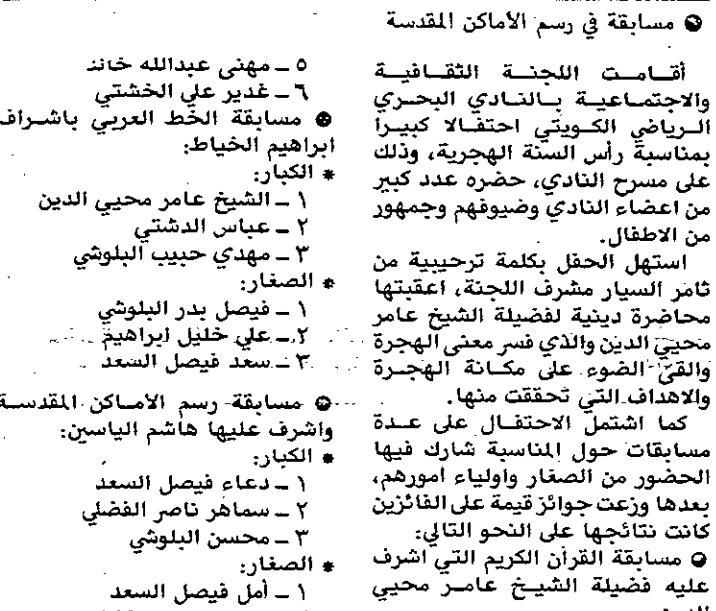 مسابقة في رسم الأماكن المقدسة
أقامت اللجنة الثقافية
والاجتماعية بالنادي البحري
الرياضي الكويتي احتفالا كبيرا
بمناسبة رأس السنة الهجرية، وذلك
على مسرح النادي، حضره عدد كبير
من اعضاء النادي وضيوفهم وجمهور
من الاطفال.
استهل الحفل بكلمة ترحيبية من
ثامر السيار مشرف اللجنة، اعقبتها
محاضرة دينية لفضيلة الشيخ عامر
محيي الدين والذي فسر معنى الهجرة
والقى الضوء على مكانة الهجرة
والاهداف التي تحققت منها.
كما اشتمل الاحتفال على عدة
مسابقات حول المناسبة شارك فيها
الحضور من الصغار وأولياء امورهم،
بعدها وزعت جوائز قيمة على الفائزين
كانت نتائجها على النحو التالي:
مسابقة القرآن الكريم التي اشرف
عليه فضيلة الشيخ عامر محيي
٥ ـ مهنى عبدالله خالد
٦ ـ غدير علي الخشتي
مسابقة الخط العربي باشراف
ابراهيم الخياط:
* الكبار:
١ ـ الشيخ عامر محيي الدين
٢ ـ عباس الدشتي
٣ ـ مهدي حبيب البلوشي
* الصغار:
١ ـ فيصل بدر البلوشي
٢ ـ علي خليل ابراهيم
٣ ـ سعد فيصل السعد
مسابقة رسم الأماكن المقدسة
واشرف عليها هاشم الياسين:
* الكبار:
١ ـ دعاء فيصل السعد
٢ ـ سماهر ناصر الفضلي
٣ ـ محسن البلوشي
* الصغار:
١ ـ أمل فيصل السعد